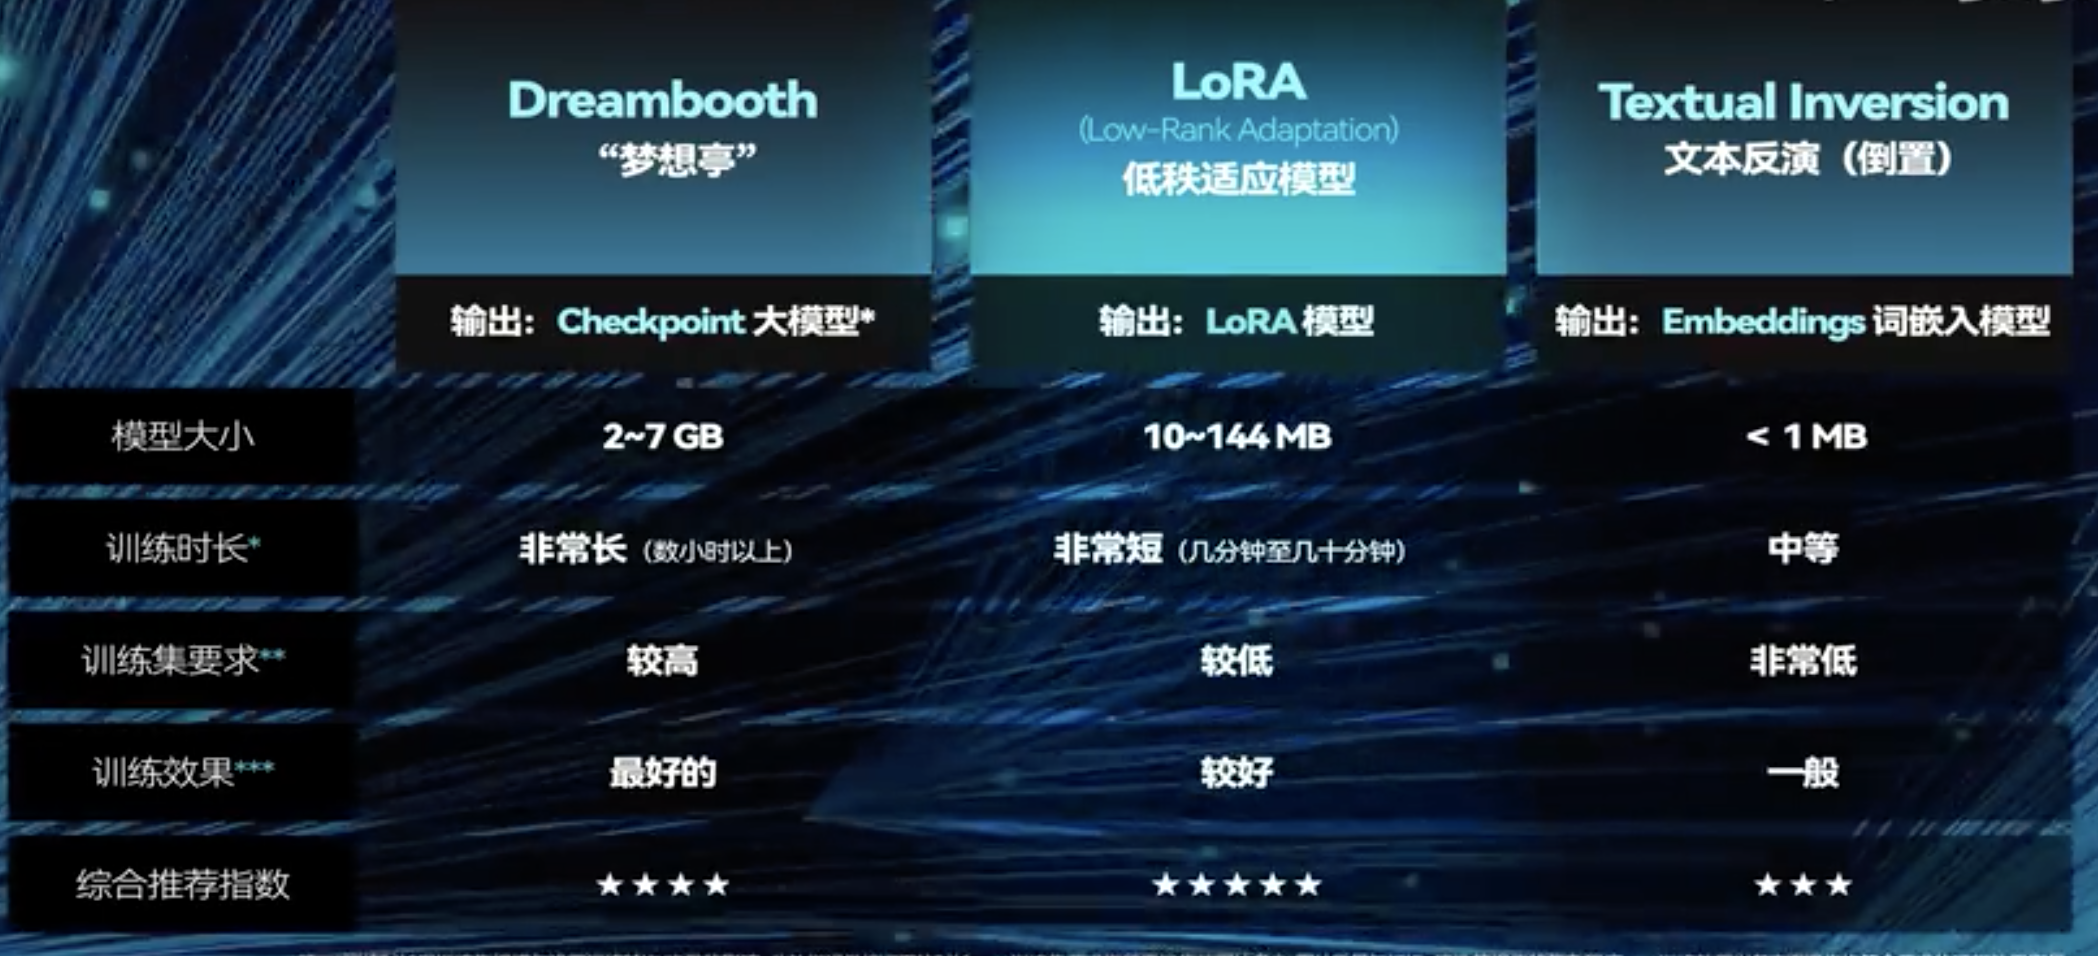 Dreambooth
“梦想亭”
LoRA
(Low-Rank Adaptation)
低秩适应模型
Textual Inversion
文本反演（倒置）
输出： Checkpoint 大模型*
输出： LoRA 模型
输出： Embeddings 词嵌入模型
模型大小
2~7 GB
10~144 MB
< 1 MB
训练时长*
非常长（数小时以上）
非常短（几分钟至几十分钟）
中等
训练集要求**
较高
较低
非常低
训练效果***
最好的
较好
一般
综合推荐指数
★★★★
★★★★★
★★★